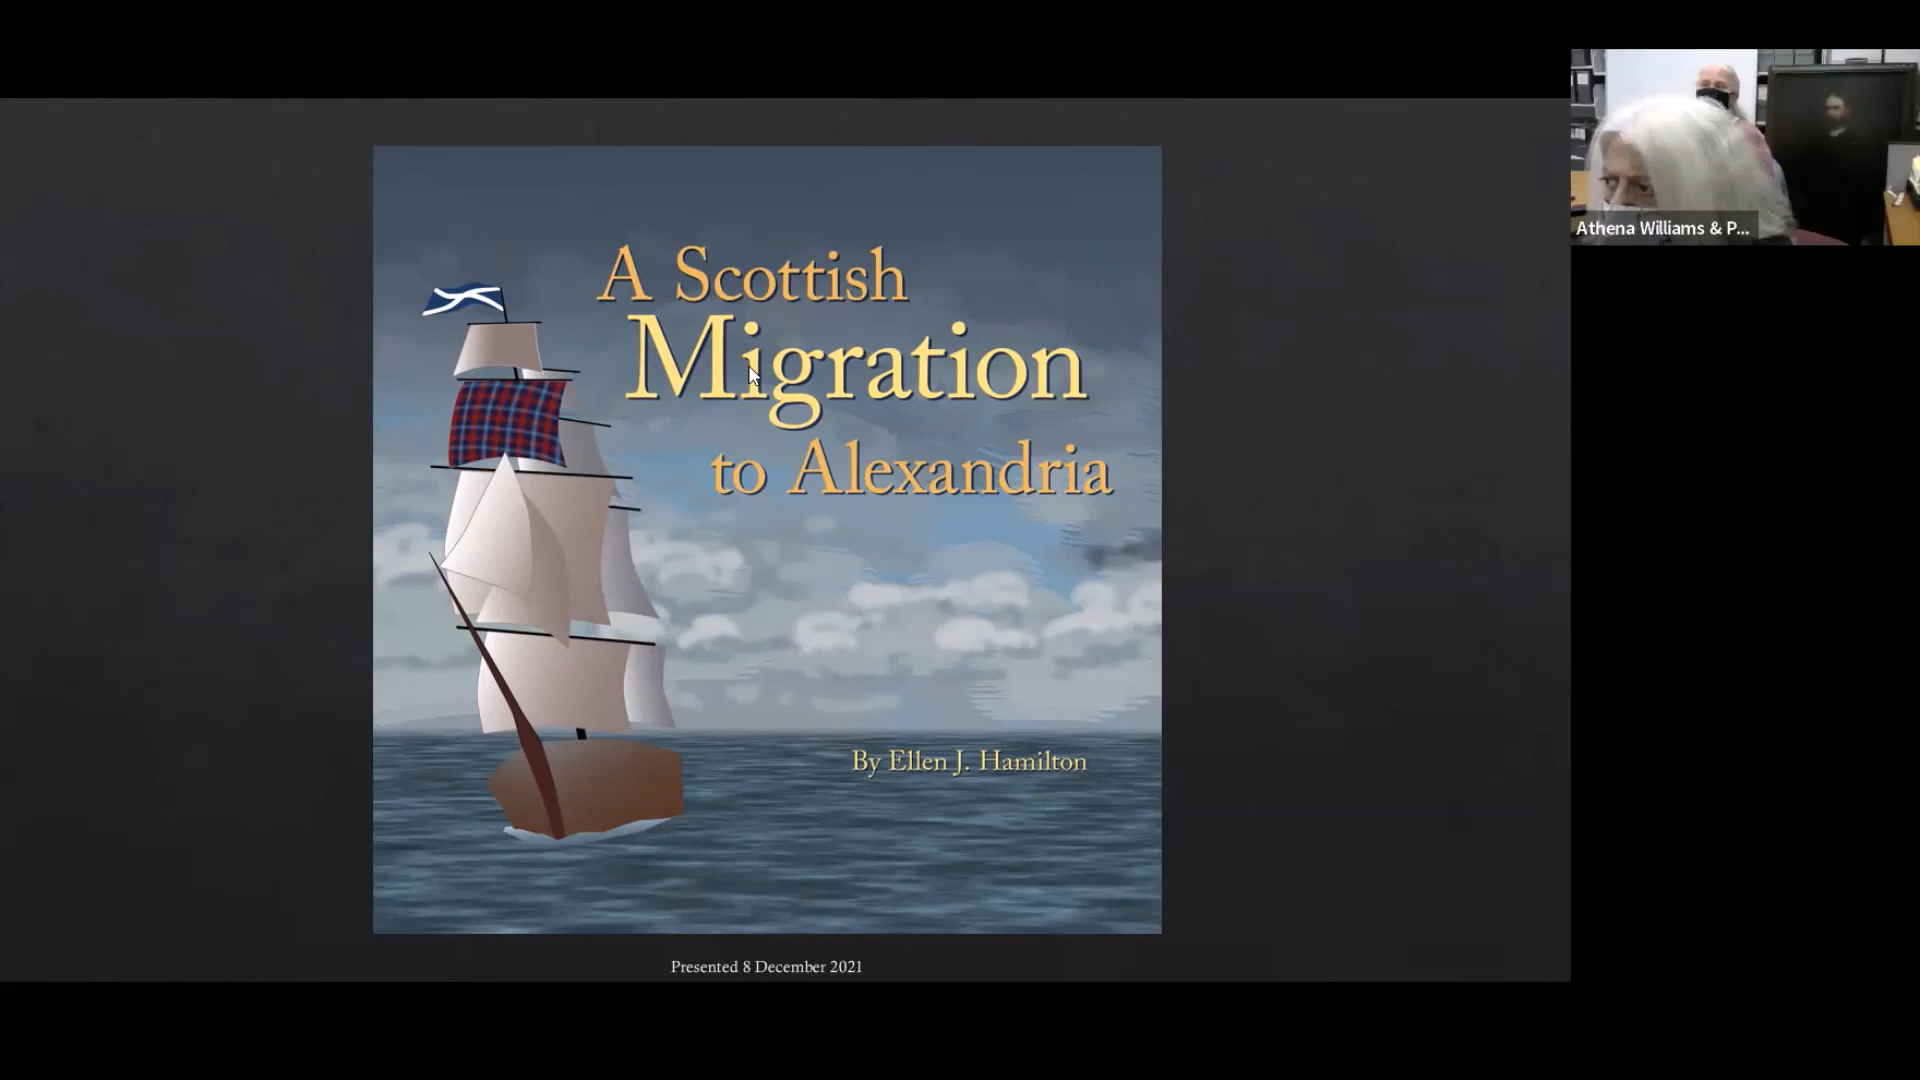 A Scottish
Migration
to Alexandria
By Ellen J. Hamilton
Presented 8 December 2021
Athena Williams & P...